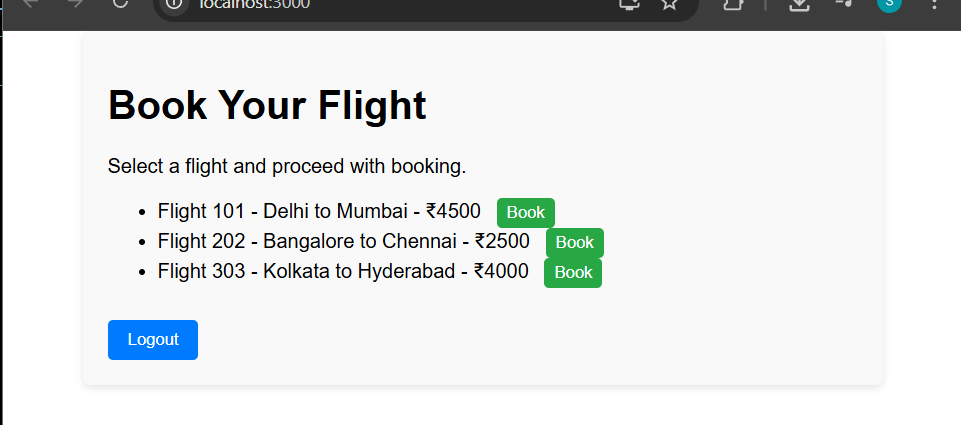 localhost:3000
S
Book Your Flight
Select a flight and proceed with booking.
Flight 101 - Delhi to Mumbai - ₹4500 Book
Flight 202 - Bangalore to Chennai - ₹2500 Book
Flight 303 - Kolkata to Hyderabad - ₹4000 Book
Logout